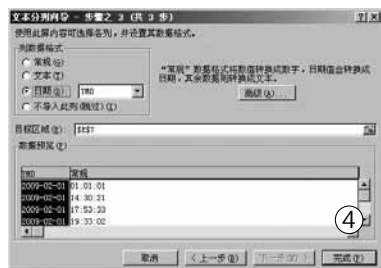 文本分列向导 - 步骤之 3（共 3 步）
使用此屏内容可选择各列，并设置其数据格式。
列数据格式
常规(G)
文本(T)
日期(D): YMD
不导入此列(跳过)(I)
“常规”数据格式将数值转换成数字，日期值会转换成日期，其余数据则转换成文本。
高级(A)...
目标区域(E): $E$7
数据预览(P)
YMD 常规
2009-02-01 01:01:01
2009-02-01 14:30:21
2009-02-01 17:53:33
2009-02-01 19:33:02
④
取消 <上一步(B) 下一步(N)> 完成(F)